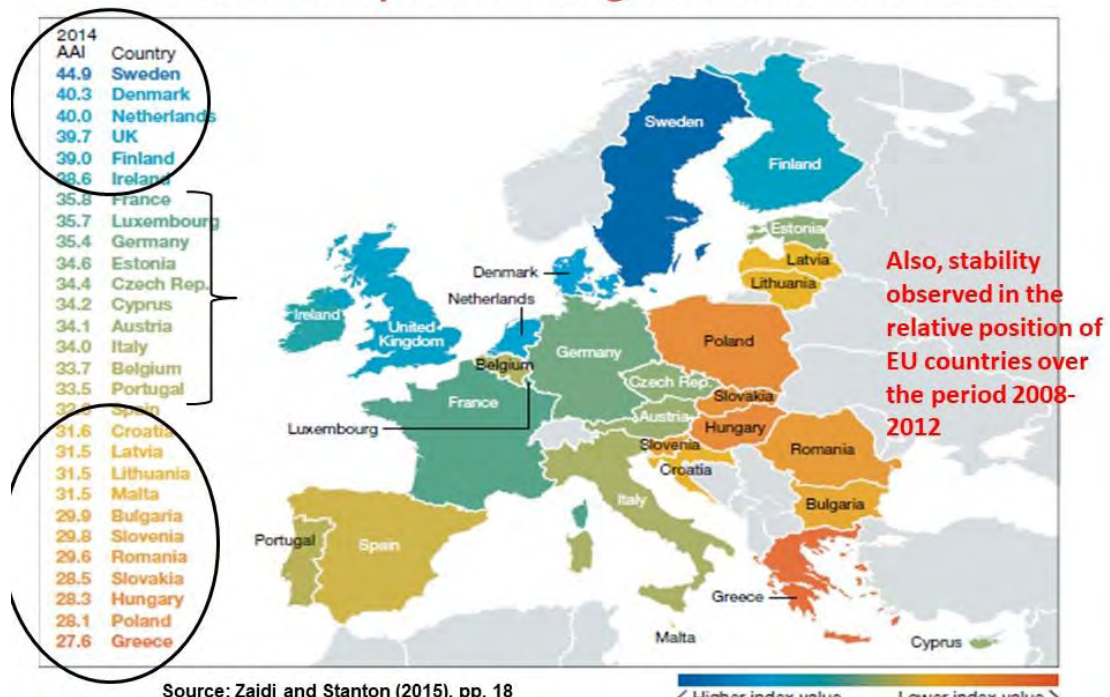 2014
AAI Country
44.9 Sweden
40.3 Denmark
40.0 Netherlands
39.7 UK
39.0 Finland
38.6 Ireland
35.8 France
35.7 Luxembourg
35.4 Germany
34.6 Estonia
34.4 Czech Rep.
34.2 Cyprus
34.1 Austria
34.0 Italy
33.7 Belgium
33.5 Portugal
Spain
31.6 Croatia
31.5 Latvia
31.5 Lithuania
31.5 Malta
29.9 Bulgaria
29.8 Slovenia
29.6 Romania
28.5 Slovakia
28.3 Hungary
28.1 Poland
27.6 Greece
Sweden
Finland
Estonia
Latvia
Lithuania
Denmark
Netherlands
Ireland
United
Kingdom
Belgium
Germany
Poland
Czech Rep.
Slovakia
France
Luxembourg
Austria
Hungary
Slovenia
Romania
Croatia
Italy
Bulgaria
Portugal
Spain
Greece
Malta
Cyprus
Also, stability
observed in the
relative position of
EU countries over
the period 2008-
2012
Source: Zaidi and Stanton (2015), pp. 18
Higher index value Lower index value